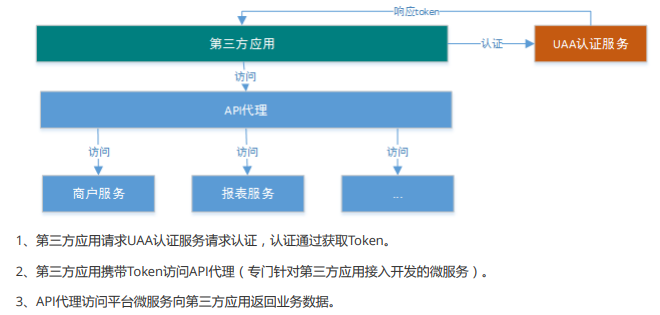 响应token
第三方应用
认证
UAA认证服务
访问
API代理
访问
访问
访问
商户服务
报表服务
...
1、第三方应用请求UAA认证服务请求认证，认证通过获取Token。
2、第三方应用携带Token访问API代理（专门针对第三方应用接入开发的微服务）。
3、API代理访问平台微服务向第三方应用返回业务数据。